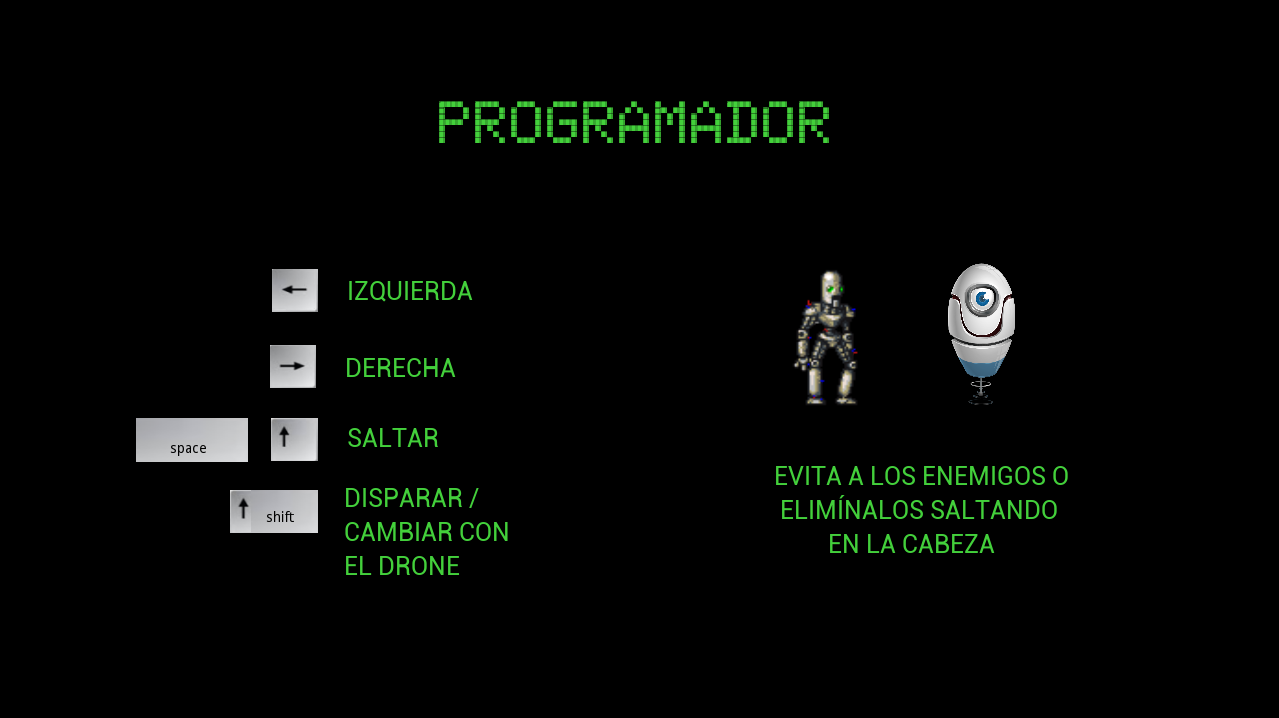 PROGRAMADOR
← IZQUIERDA
→ DERECHA
space ↑ SALTAR
↑ shift DISPARAR /
CAMBIAR CON
EL DRONE
EVITA A LOS ENEMIGOS O
ELIMÍNALOS SALTANDO
EN LA CABEZA